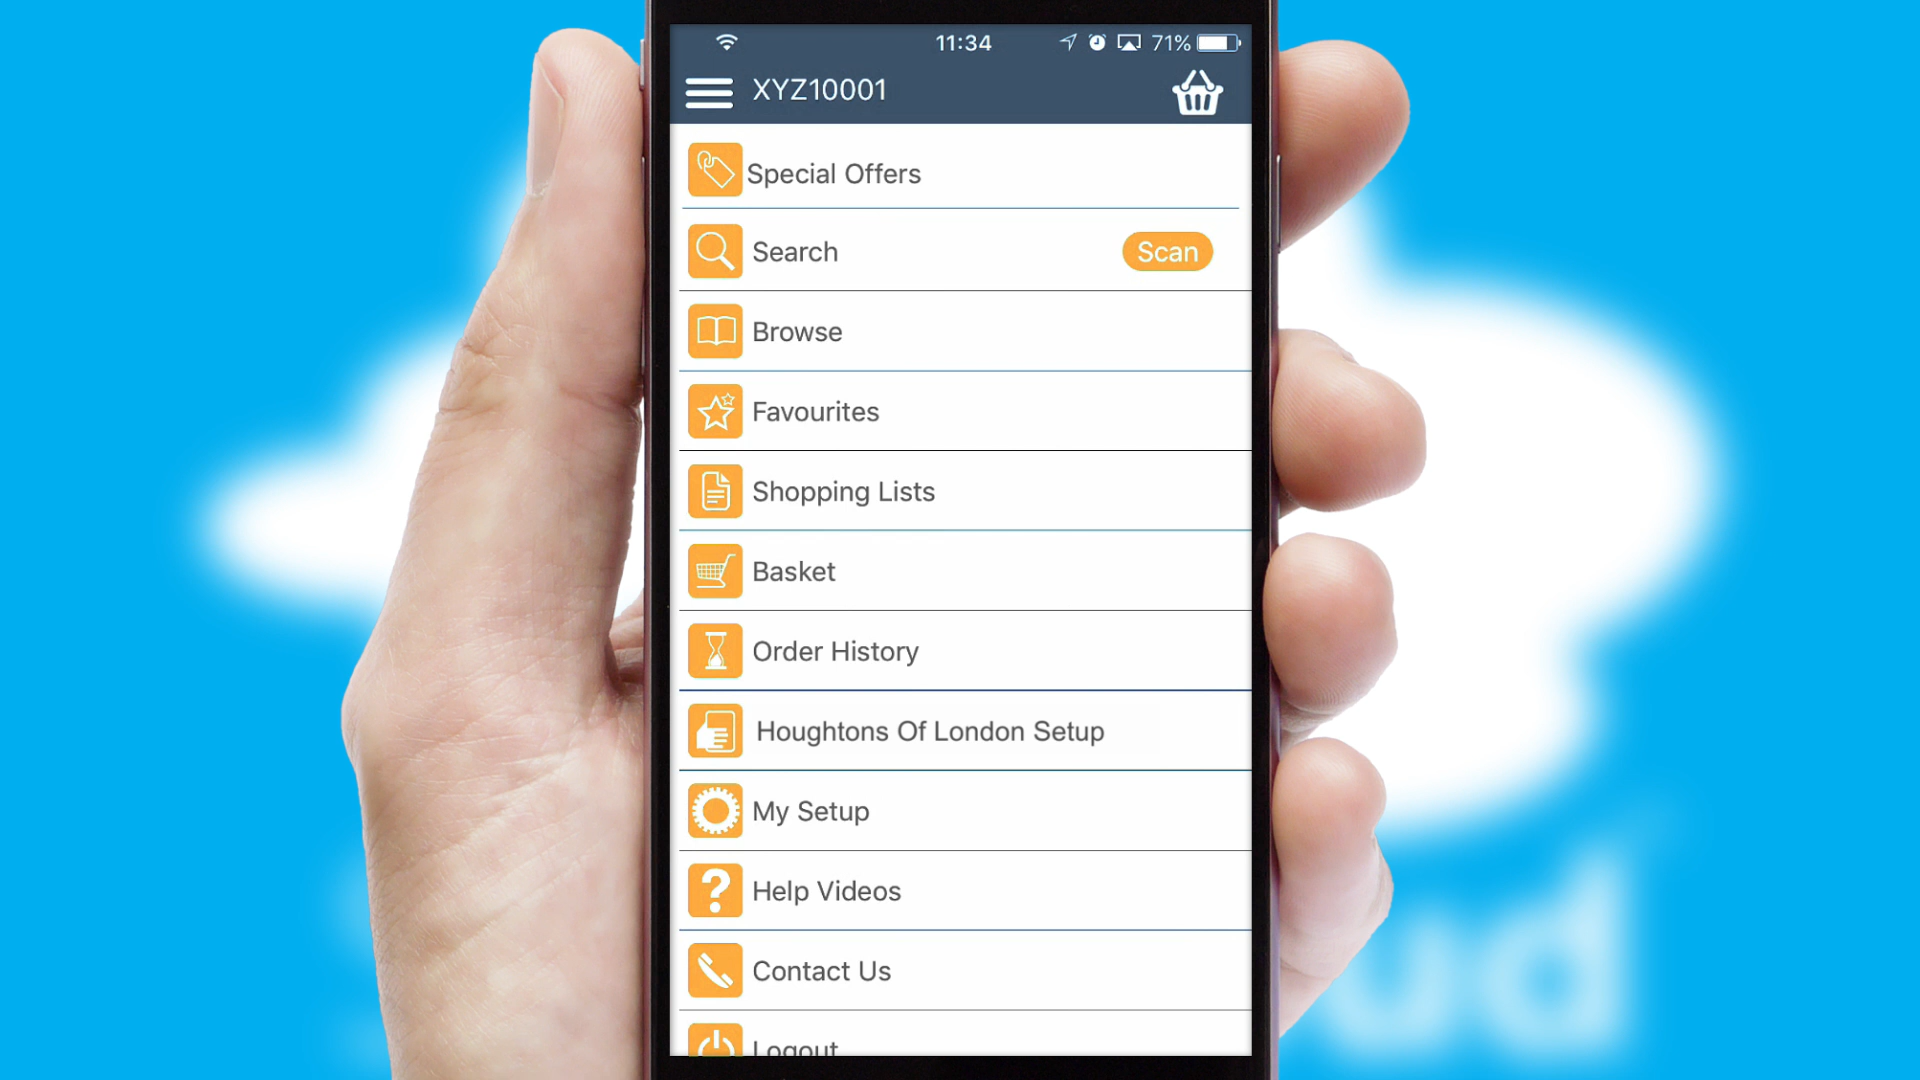 11:34
71%
XYZ10001
Special Offers
Search
Scan
Browse
Favourites
Shopping Lists
Basket
Order History
Houghtons Of London Setup
My Setup
Help Videos
Contact Us
Logout